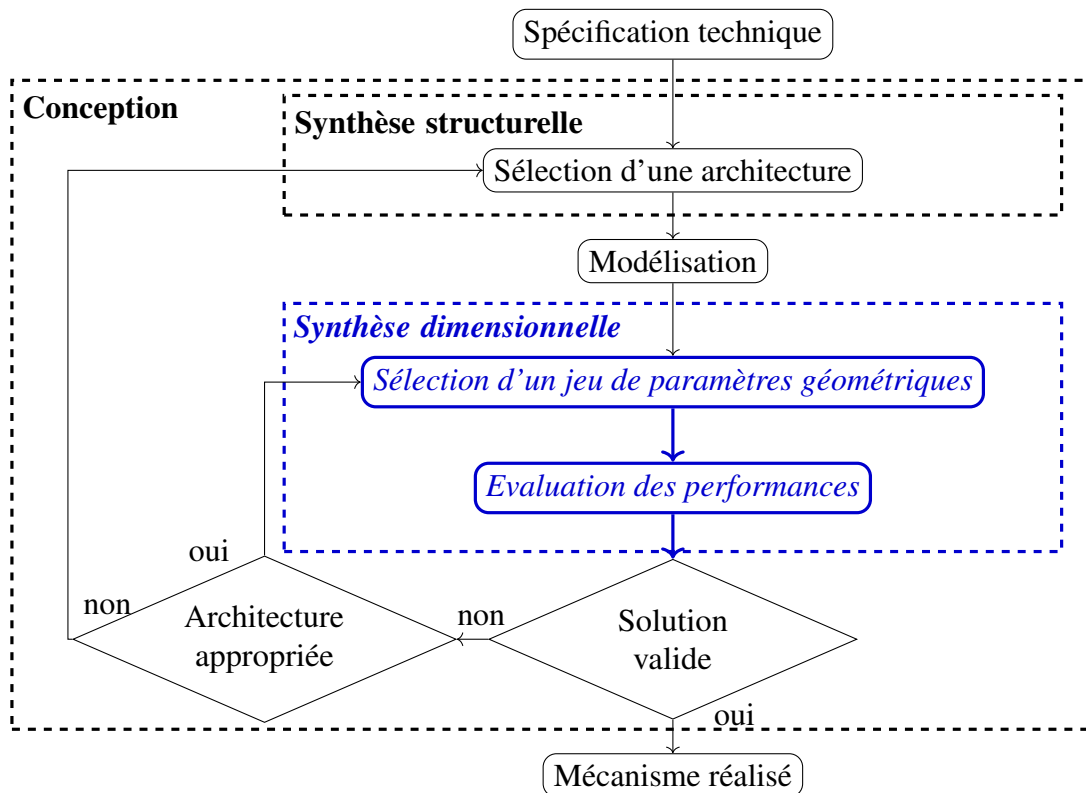 Spécification technique
Conception
Synthèse structurelle
Sélection d'une architecture
Modélisation
Synthèse dimensionnelle
Sélection d'un jeu de paramètres géométriques
Evaluation des performances
oui
non
Architecture
appropriée
non
Solution
valide
oui
Mécanisme réalisé